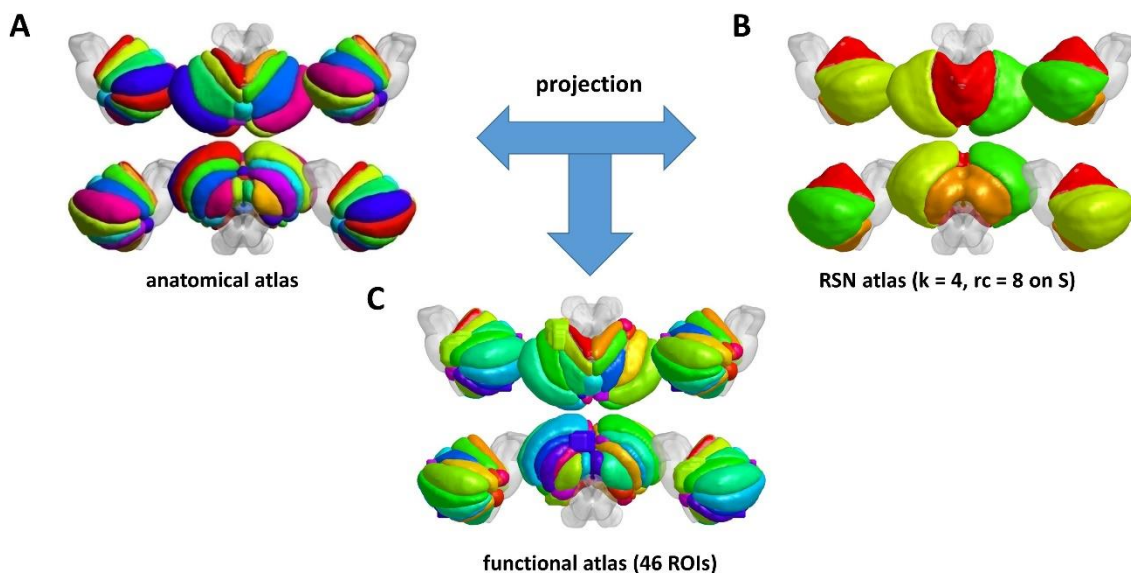 A
B
projection
anatomical atlas
RSN atlas (k = 4, rc = 8 on S)
C
functional atlas (46 ROIs)